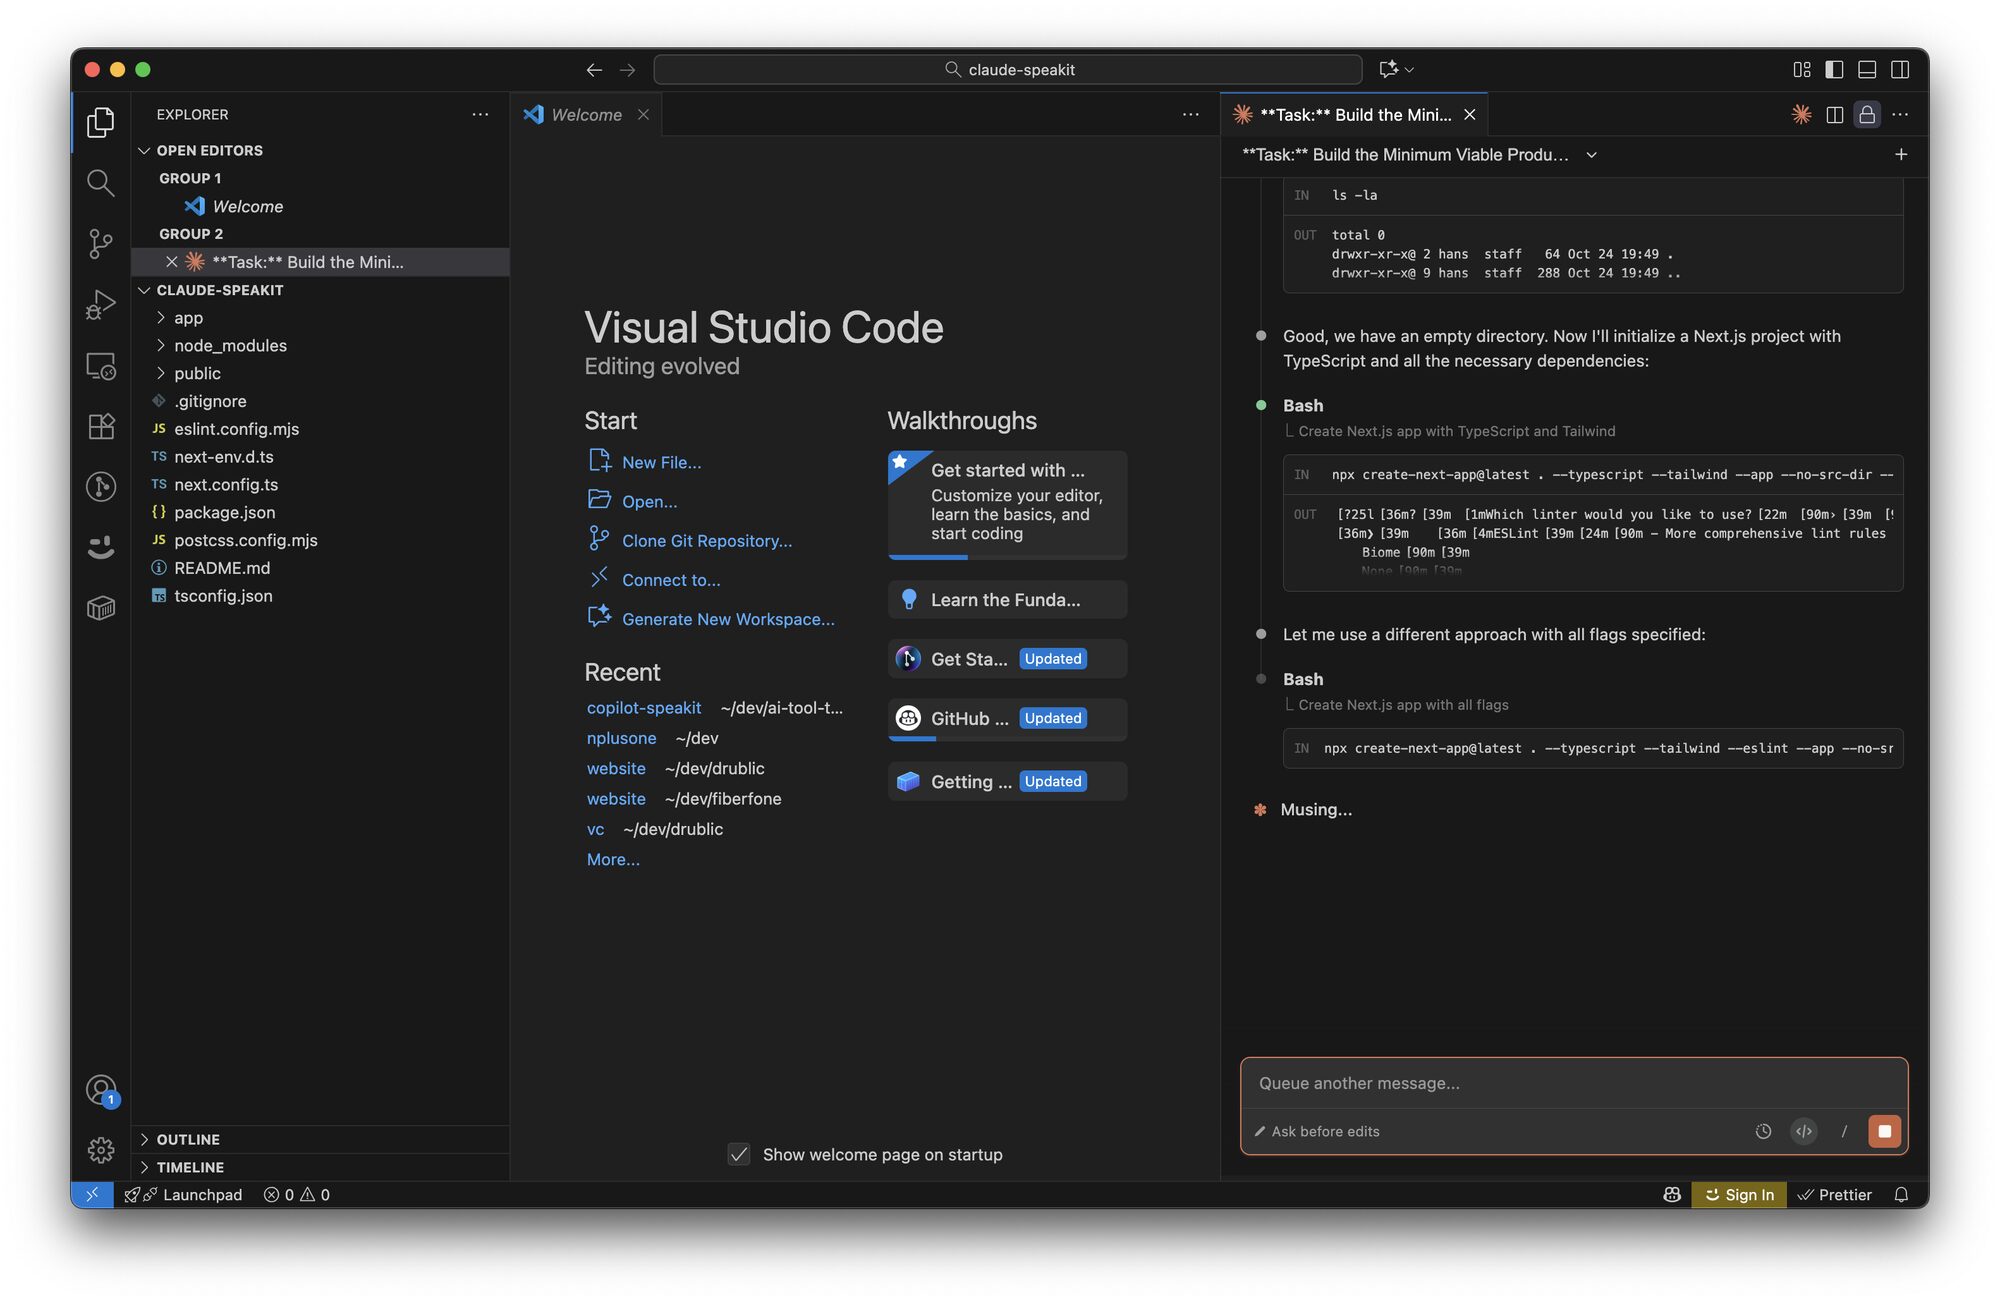 claude-speakit
EXPLORER
OPEN EDITORS
GROUP 1
Welcome
GROUP 2
**Task:** Build the Mini...
CLAUDE-SPEAKIT
app
node_modules
public
.gitignore
JS eslint.config.mjs
TS next-env.d.ts
TS next.config.ts
{} package.json
JS postcss.config.mjs
README.md
TS tsconfig.json
OUTLINE
TIMELINE
1
Welcome
Visual Studio Code
Editing evolved
Start
New File...
Open...
Clone Git Repository...
Connect to...
Generate New Workspace...
Recent
copilot-speakit ~/dev/ai-tool-t...
nplusone ~/dev
website ~/dev/drublic
website ~/dev/fiberfone
vc ~/dev/drublic
More...
Walkthroughs
Get started with ...
Customize your editor,
learn the basics, and
start coding
Learn the Funda...
Get Sta... Updated
GitHub ... Updated
Getting ... Updated
Show welcome page on startup
**Task:** Build the Mini...
**Task:** Build the Minimum Viable Produ...
IN ls -la
OUT total 0
drwxr-xr-x@ 2 hans staff 64 Oct 24 19:49 .
drwxr-xr-x@ 9 hans staff 288 Oct 24 19:49 ..
Good, we have an empty directory. Now I'll initialize a Next.js project with
TypeScript and all the necessary dependencies:
Bash
Create Next.js app with TypeScript and Tailwind
IN npx create-next-app@latest . --typescript --tailwind --app --no-src-dir --
OUT [?25l [36m? [39m [1mWhich linter would you like to use? [22m [90m› [39m
[36m❯ [39m [36m [4mESLint [39m [24m [90m - More comprehensive lint rules
Biome [90m [39m
None [90m [39m
Let me use a different approach with all flags specified:
Bash
Create Next.js app with all flags
IN npx create-next-app@latest . --typescript --tailwind --eslint --app --no-sr
Musing...
Queue another message...
Ask before edits
</> /
Launchpad 0 0
Sign In Prettier